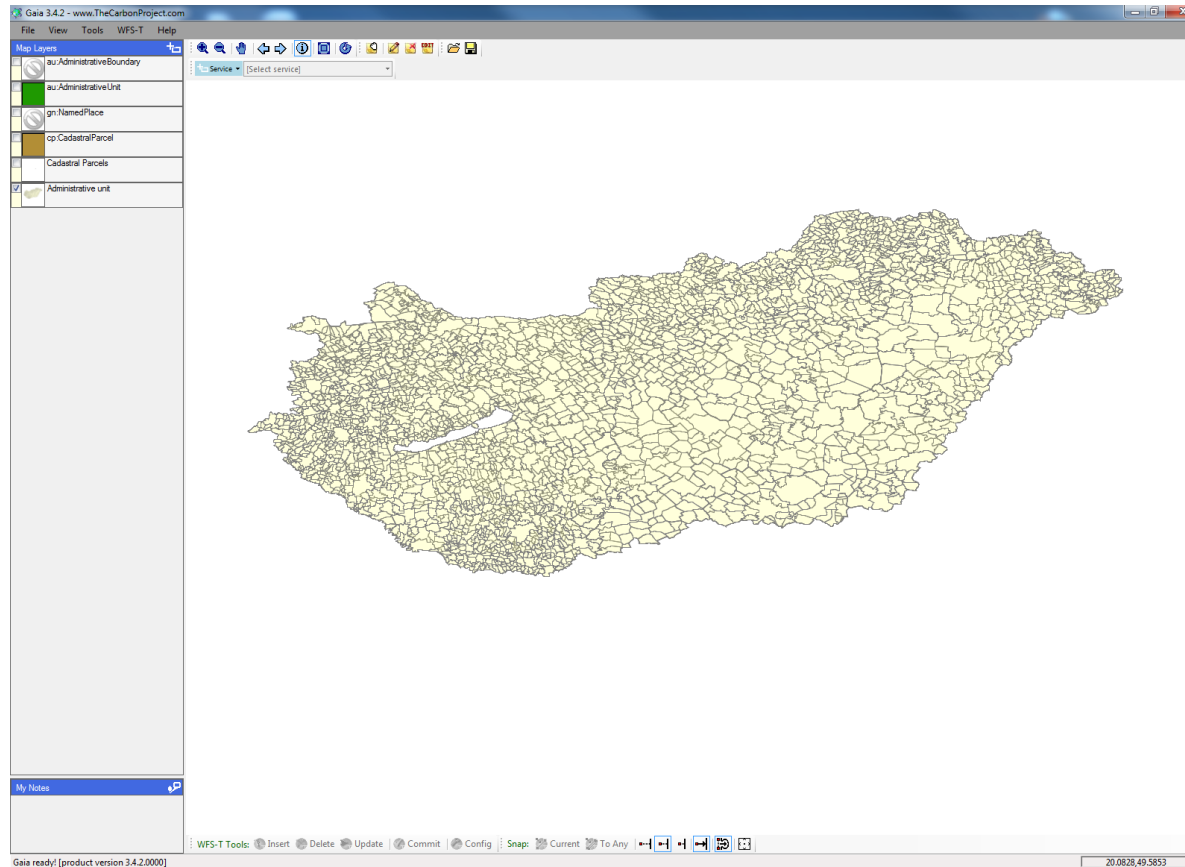 Gaia 3.4.2 - www.TheCarbonProject.com
File View Tools WFS-T Help
Map Layers
au:AdministrativeBoundary
au:AdministrativeUnit
gn:NamedPlace
cp:CadastralParcel
Cadastral Parcels
Administrative unit
EDIT
Service [Select service]
My Notes
WFS-T Tools: Insert Delete Update Commit Config Snap: Current To Any
Gaia ready! [product version 3.4.2.0000] 20.0828,49.5853